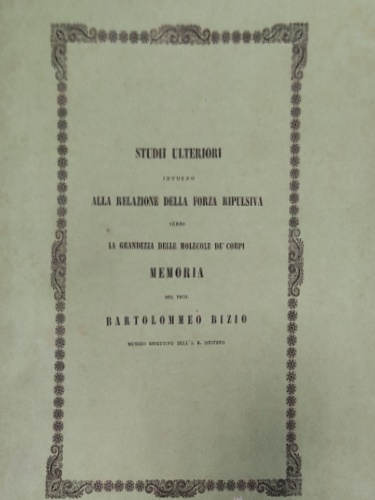 STUDII ULTERIORI
INTORNO
ALLA RELAZIONE DELLA FORZA RIPULSIVA
VERSO
LA GRANDEZZA DELLE MOLECOLE DE' CORPI
MEMORIA
DEL PROF.
BARTOLOMMEO BIZIO
MEMBRO EFFETTIVO DELL'I. R. ISTITUTO